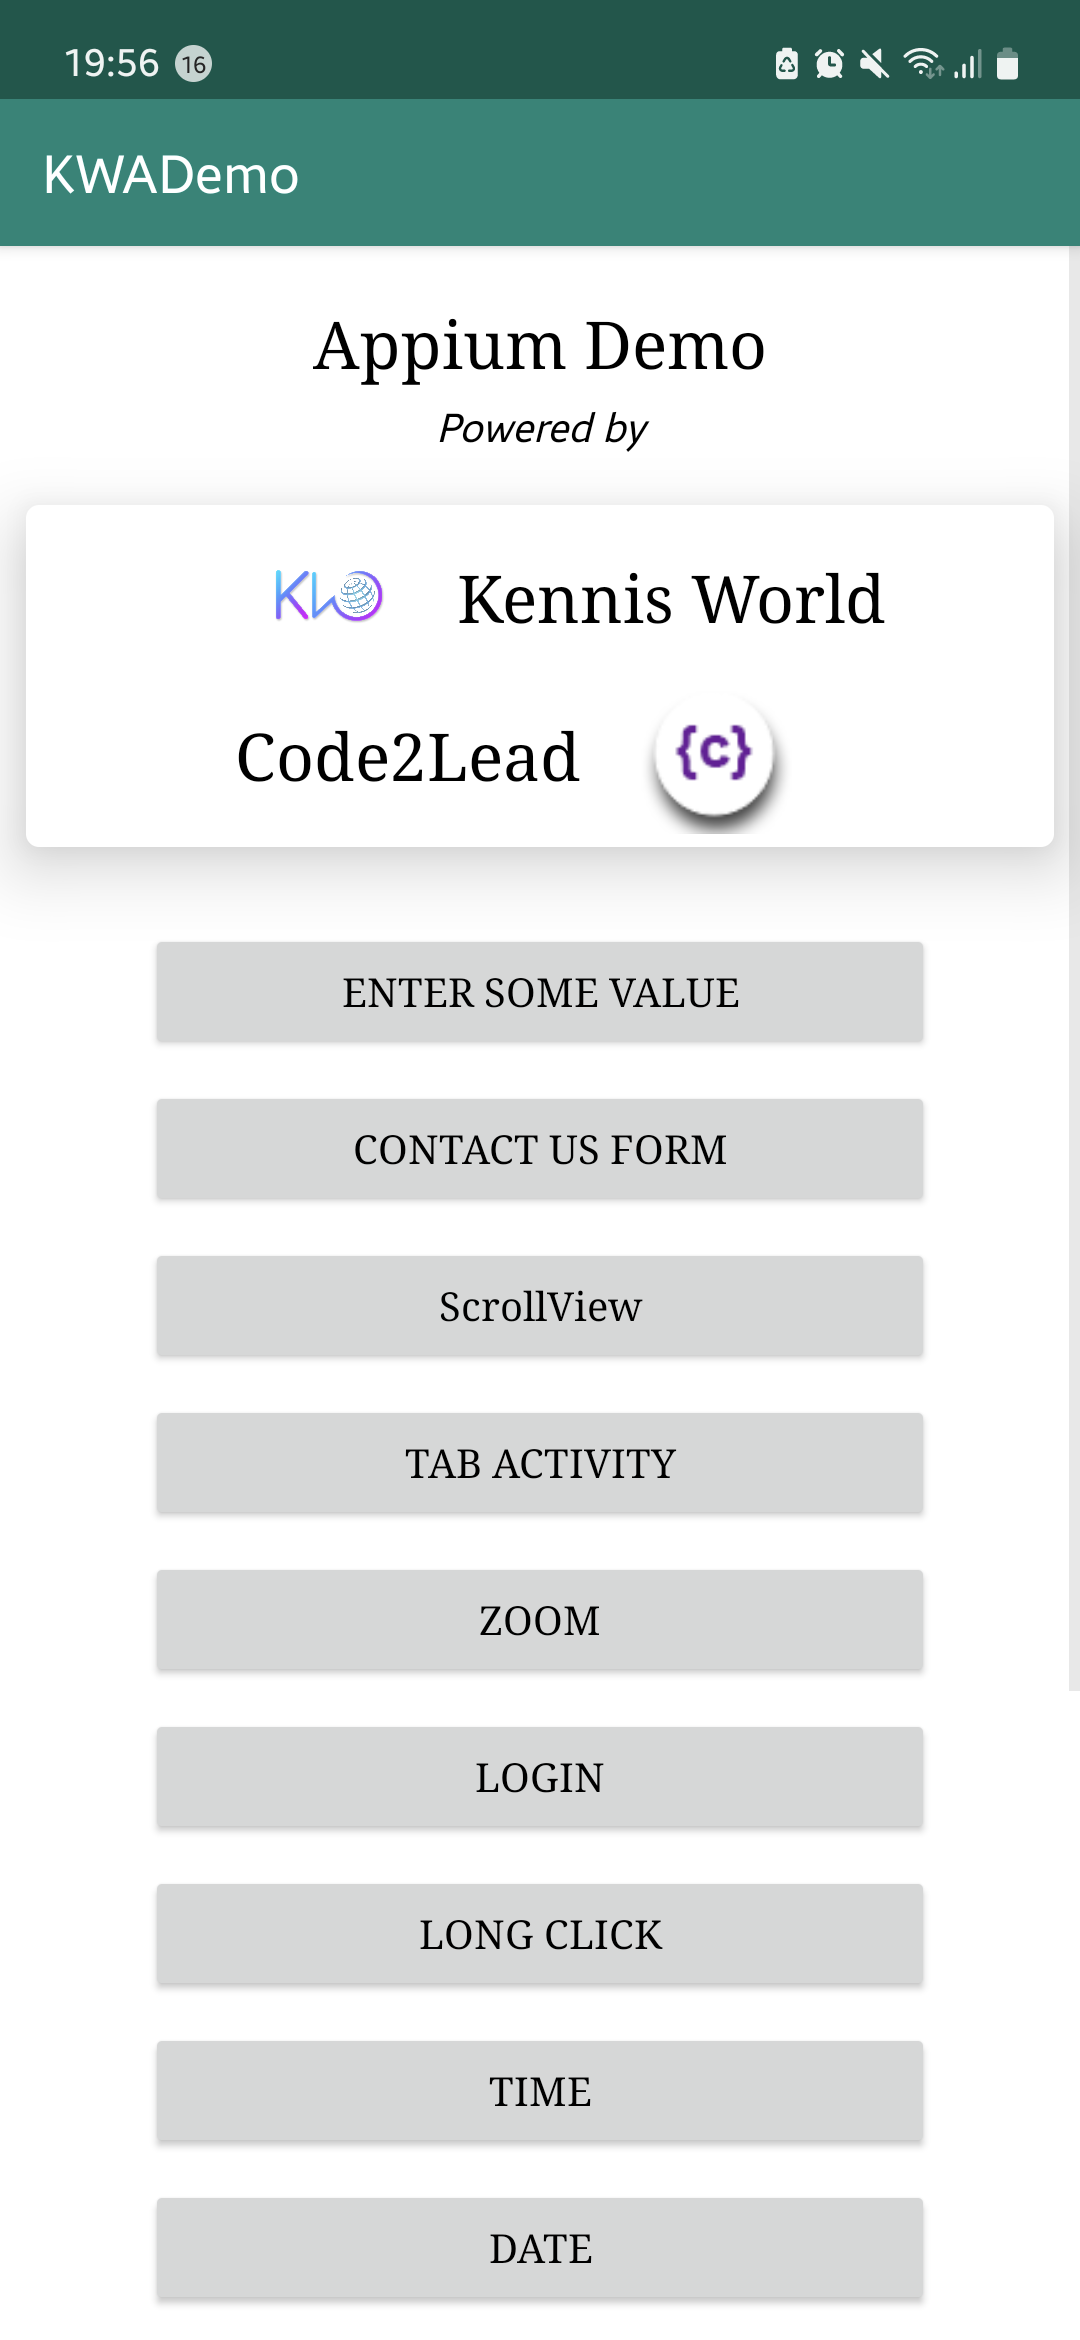 19:56 16
KWADemo
Appium Demo
Powered by
KW Kennis World
Code2Lead {c}
ENTER SOME VALUE
CONTACT US FORM
ScrollView
TAB ACTIVITY
ZOOM
LOGIN
LONG CLICK
TIME
DATE